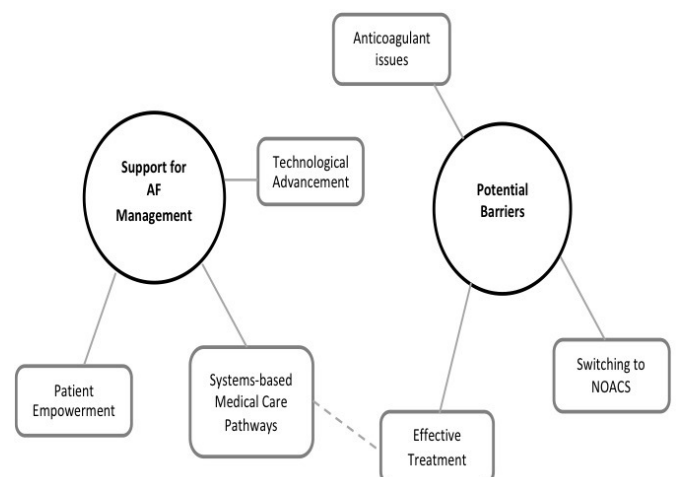 Anticoagulant
issues
Support for
AF
Management
Technological
Advancement
Potential
Barriers
Patient
Empowerment
Systems-based
Medical Care
Pathways
Effective
Treatment
Switching to
NOACS